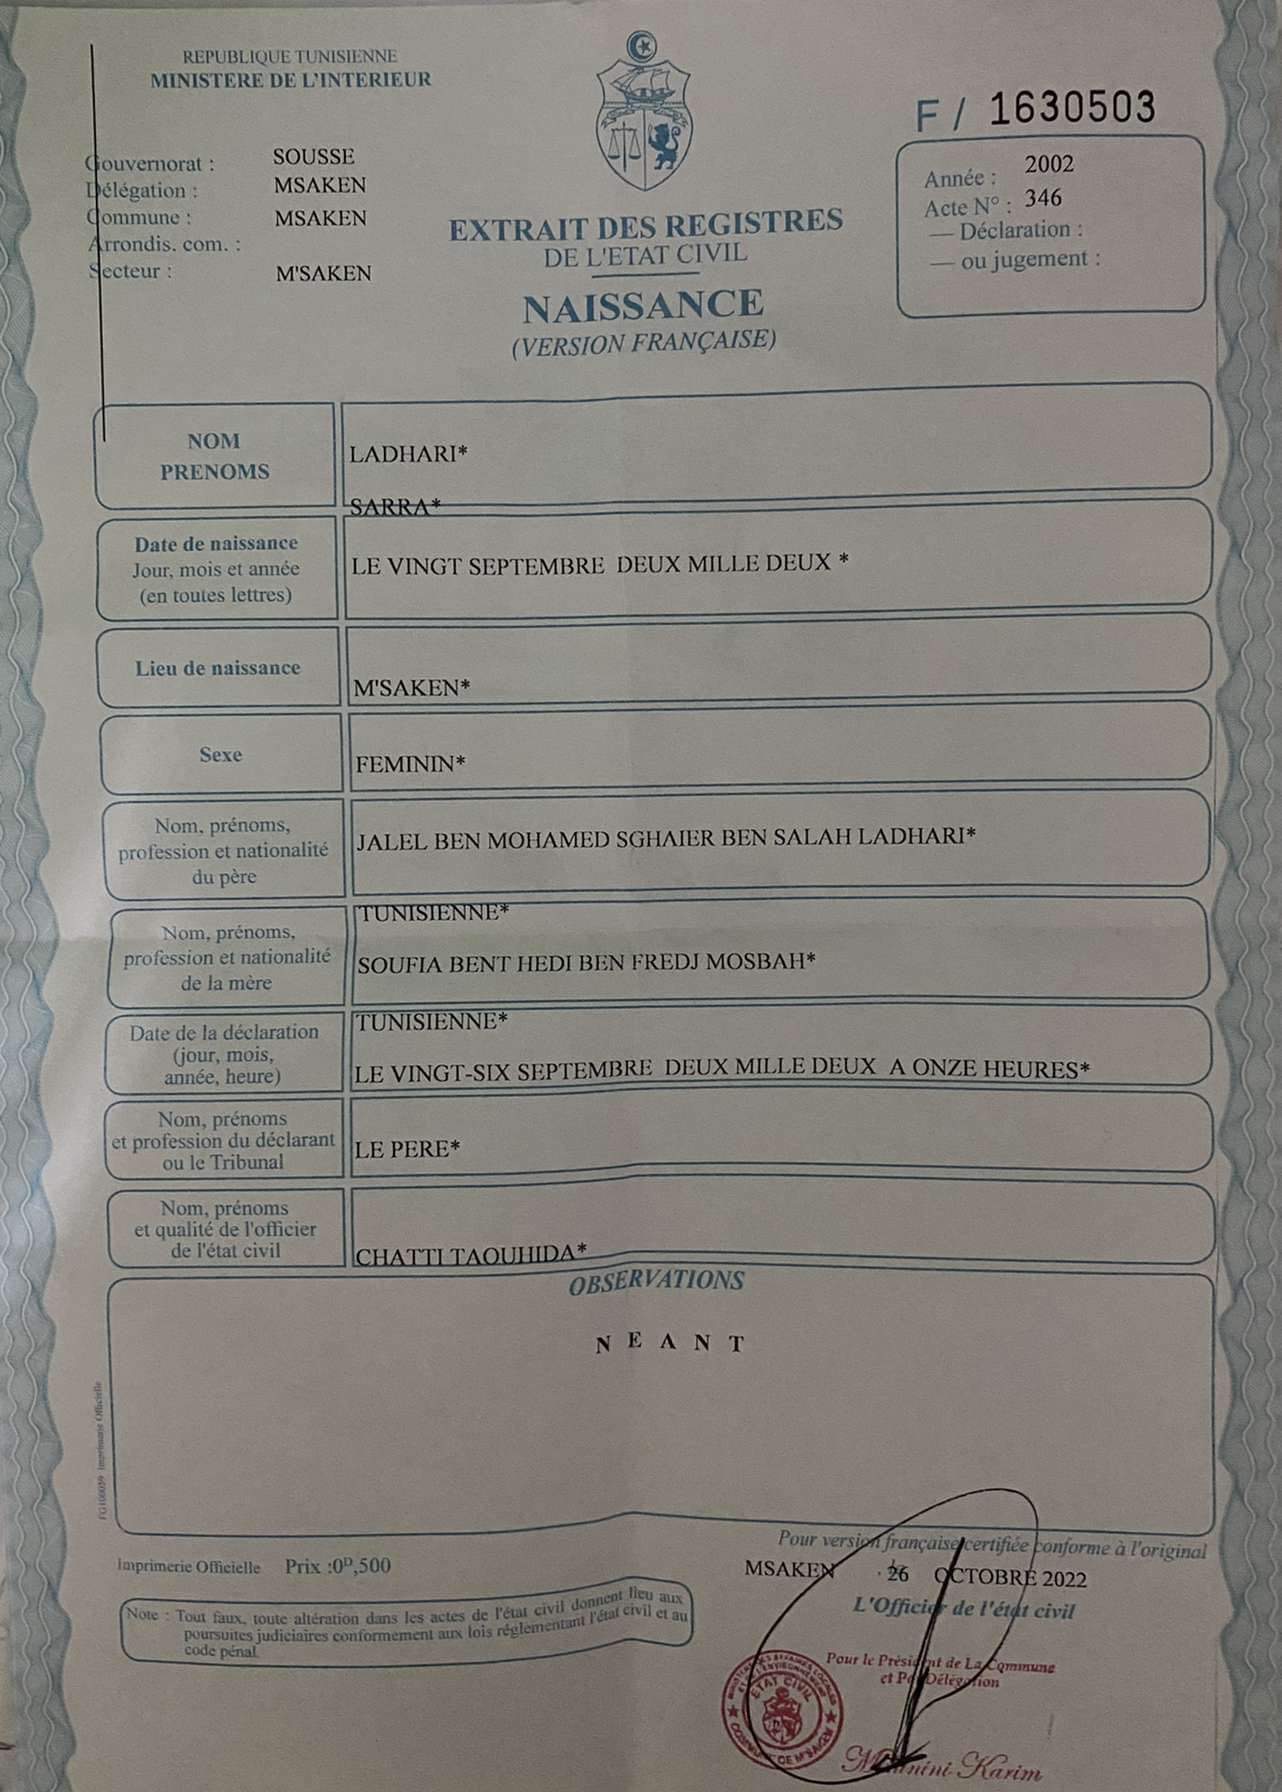 REPUBLIQUE TUNISIENNE
MINISTERE DE L'INTERIEUR
F / 1630503
Gouvernorat : SOUSSE
Délégation : MSAKEN
Commune : MSAKEN
Arrondis. com. :
Secteur : M'SAKEN
EXTRAIT DES REGISTRES
DE L'ETAT CIVIL
NAISSANCE
(VERSION FRANÇAISE)
Année : 2002
Acte N° : 346
— Déclaration :
— ou jugement :
NOM
PRENOMS
LADHARI*
SARRA*
Date de naissance
Jour, mois et année
(en toutes lettres)
LE VINGT SEPTEMBRE DEUX MILLE DEUX *
Lieu de naissance
M'SAKEN*
Sexe
FEMININ*
Nom, prénoms,
profession et nationalité
du père
JALEL BEN MOHAMED SGHAIER BEN SALAH LADHARI*
TUNISIENNE*
Nom, prénoms,
profession et nationalité
de la mère
SOUFIA BENT HEDI BEN FREDJ MOSBAH*
TUNISIENNE*
Date de la déclaration
(jour, mois,
année, heure)
LE VINGT-SIX SEPTEMBRE DEUX MILLE DEUX A ONZE HEURES*
Nom, prénoms
et profession du déclarant
ou le Tribunal
LE PERE*
Nom, prénoms
et qualité de l'officier
de l'état civil
CHATTI TAOUHIDA*
OBSERVATIONS
N E A N T
Imprimerie Officielle
Imprimerie Officielle Prix :0ᴰ,500
Note : Tout faux, toute altération dans les actes de l'état civil donnent lieu aux
poursuites judiciaires conformement aux lois réglementant l'état civil et au
code pénal.
Pour version française certifiée conforme à l'original
MSAKEN 26 OCTOBRE 2022
L'Officier de l'état civil
Pour le Président de La Commune
et Par Délégation
ETAT CIVIL
COMMUNE DE M'SAKEN
Karim